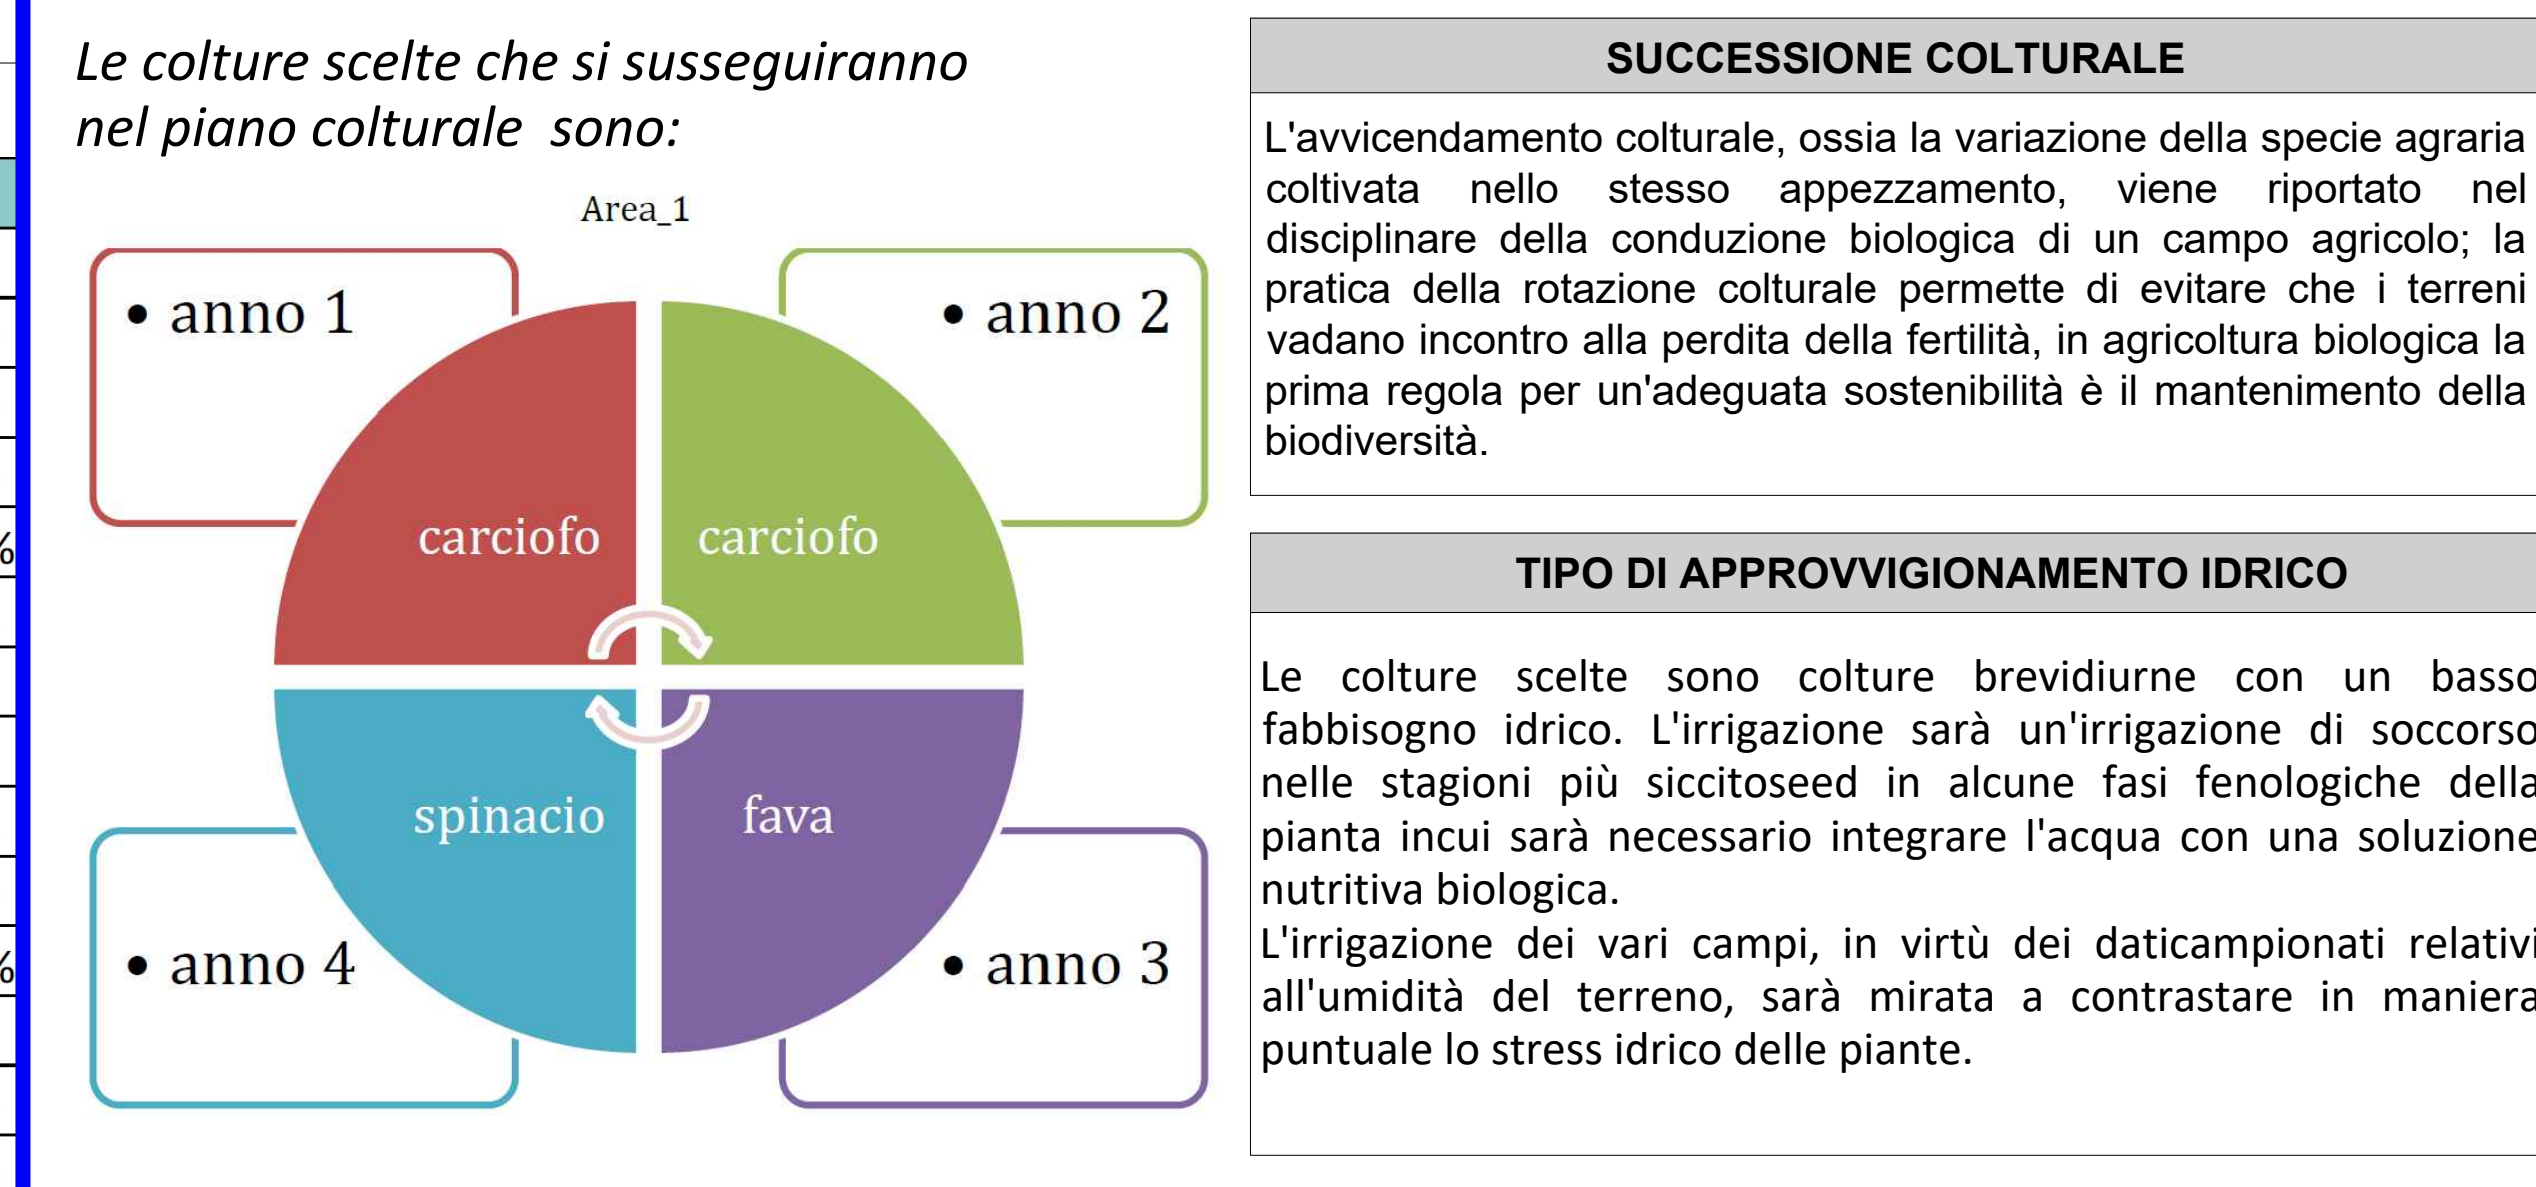 Le colture scelte che si susseguiranno
nel piano colturale sono:
Area_1
• anno 1
• anno 2
carciofo
carciofo
spinacio
fava
• anno 4
• anno 3
SUCCESSIONE COLTURALE
L'avvicendamento colturale, ossia la variazione della specie agraria
coltivata nello stesso appezzamento, viene riportato nel
disciplinare della conduzione biologica di un campo agricolo; la
pratica della rotazione colturale permette di evitare che i terreni
vadano incontro alla perdita della fertilità, in agricoltura biologica la
prima regola per un'adeguata sostenibilità è il mantenimento della
biodiversità.
TIPO DI APPROVVIGIONAMENTO IDRICO
Le colture scelte sono colture brevidiurne con un basso
fabbisogno idrico. L'irrigazione sarà un'irrigazione di soccorso
nelle stagioni più siccitoseed in alcune fasi fenologiche della
pianta incui sarà necessario integrare l'acqua con una soluzione
nutritiva biologica.
L'irrigazione dei vari campi, in virtù dei daticampionati relativi
all'umidità del terreno, sarà mirata a contrastare in maniera
puntuale lo stress idrico delle piante.
%
%